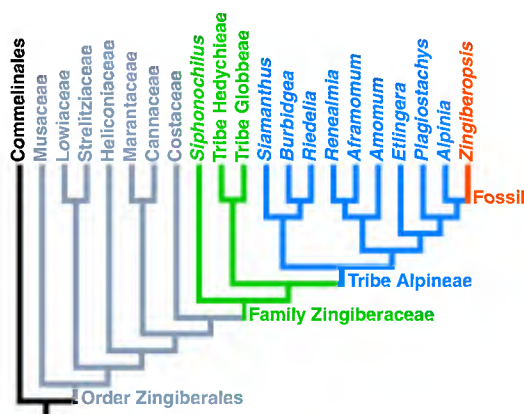 Commelinales
Musaceae
Lowiaceae
Strelitziaceae
Heliconiaceae
Marantaceae
Cannaceae
Costaceae
Siphonochilus
Tribe Hedychieae
Tribe Globbeae
Siamanthus
Burbidgea
Riedelia
Renealmia
Aframomum
Amomum
Etlingera
Plagiostachys
Alpinia
Zingiberopsis
Fossil
Tribe Alpineae
Family Zingiberaceae
Order Zingiberales